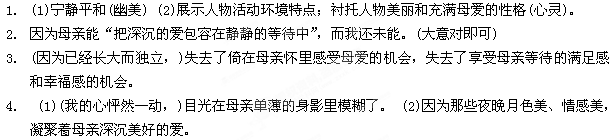 1. (1)宁静平和(幽美) (2)展示人物活动环境特点；衬托人物美丽和充满母爱的性格(心灵)。
2. 因为母亲能“把深沉的爱包容在静静的等待中”，而我还未能。(大意对即可)
3. (因为已经长大而独立，)失去了倚在母亲怀里感受母爱的机会，失去了享受母亲等待的满足感
和幸福感的机会。
4. (1)(我的心怦然一动，)目光在母亲单薄的身影里模糊了。 (2)因为那些夜晚月色美、情感美，
凝聚着母亲深沉美好的爱。